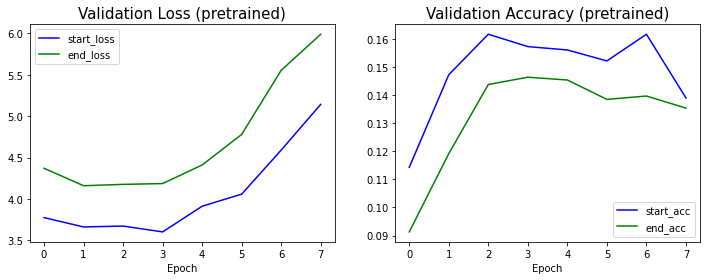 Validation Loss (pretrained)
start_loss
end_loss
6.0
5.5
5.0
4.5
4.0
3.5
0 1 2 3 4 5 6 7
Epoch
Validation Accuracy (pretrained)
0.16
0.15
0.14
0.13
0.12
0.11
0.10
0.09
start_acc
end_acc
0 1 2 3 4 5 6 7
Epoch